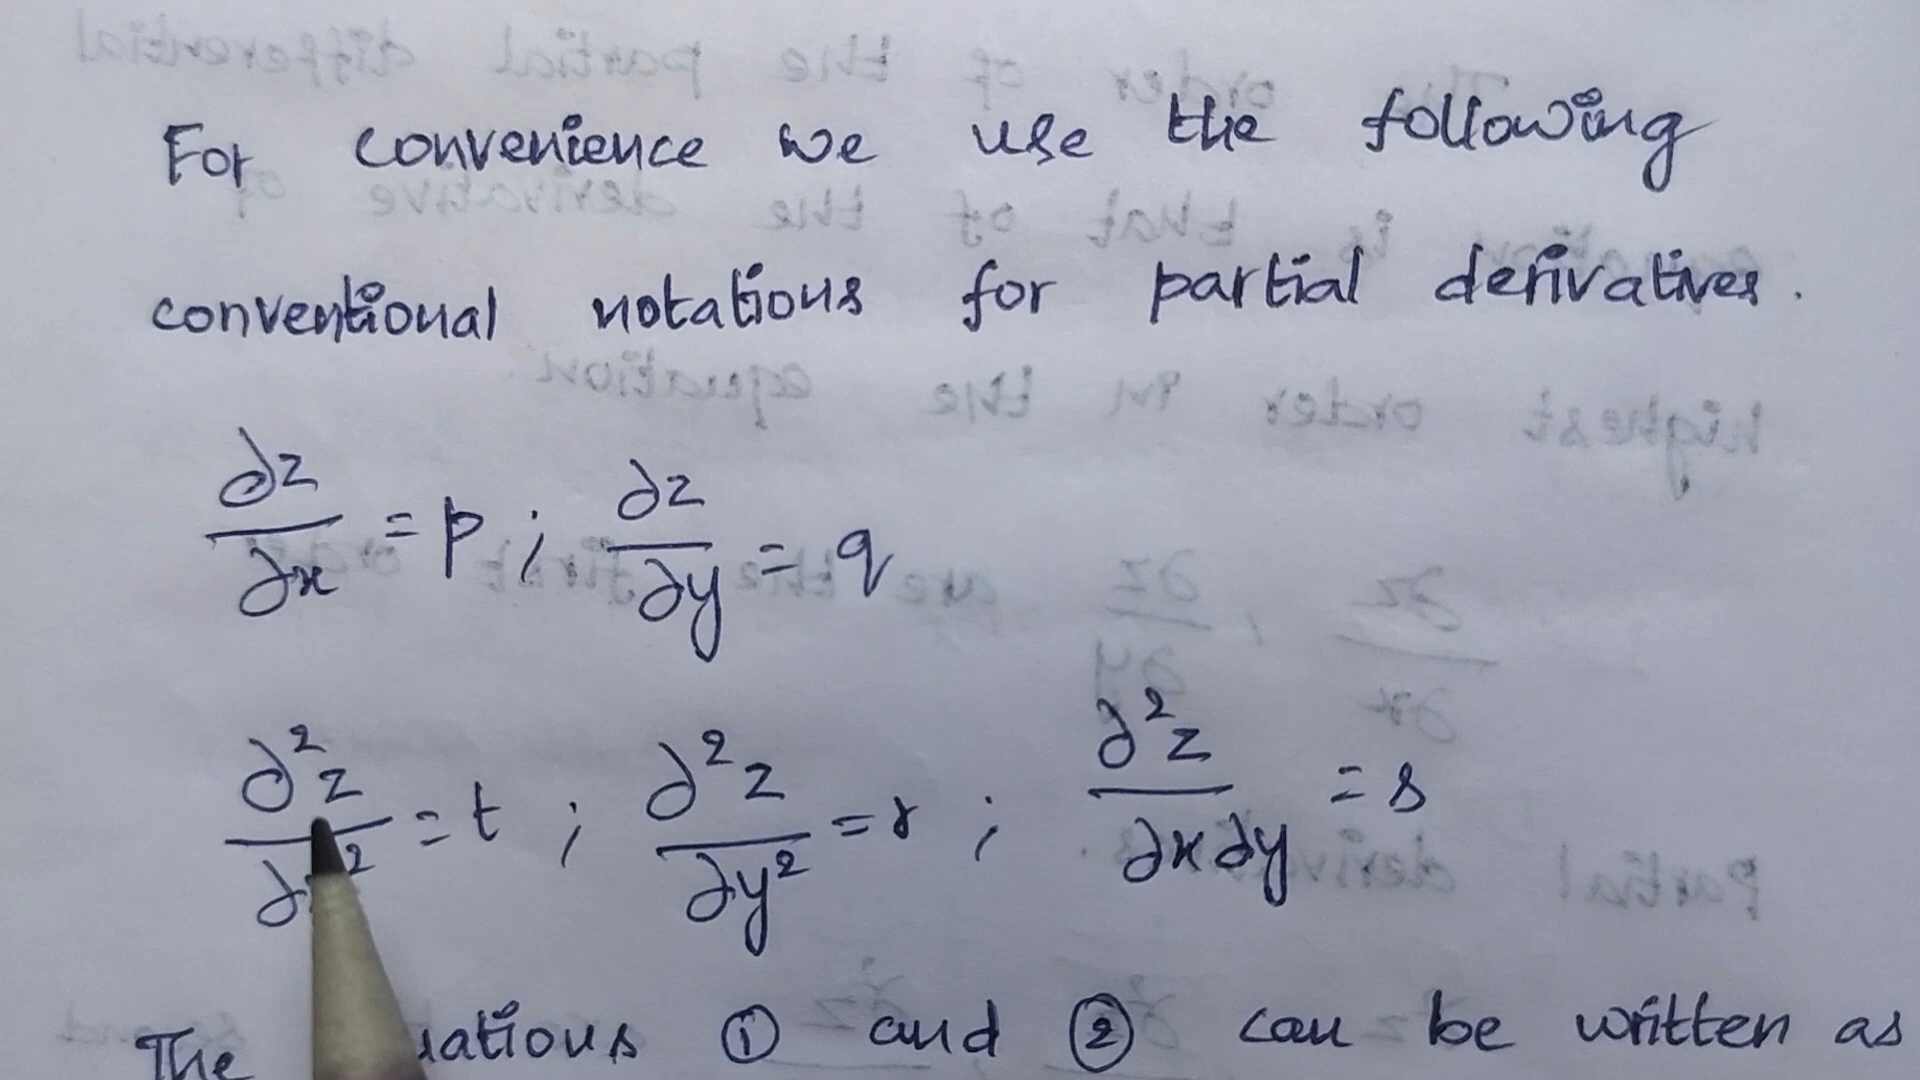 For convenience we use the following
conventional notations for partial derivatives.
∂z/∂x = p ; ∂z/∂y = q
∂²z/∂x² = t ; ∂²z/∂y² = r ; ∂²z/∂x∂y = s
The uations ① and ② can be written as